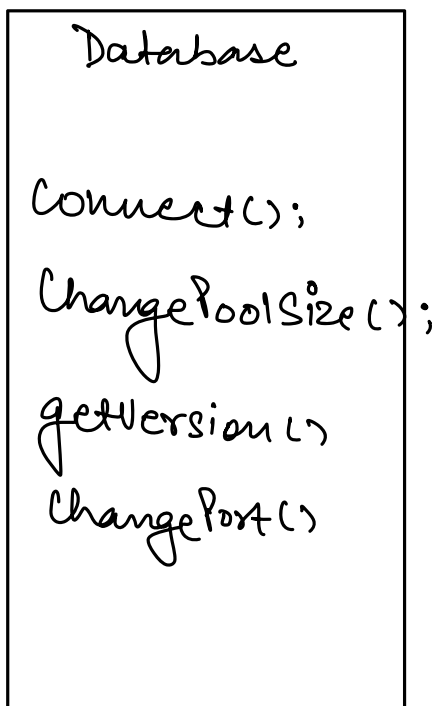 Database
Connect();
ChangePoolSize();
getVersion()
ChangePort()